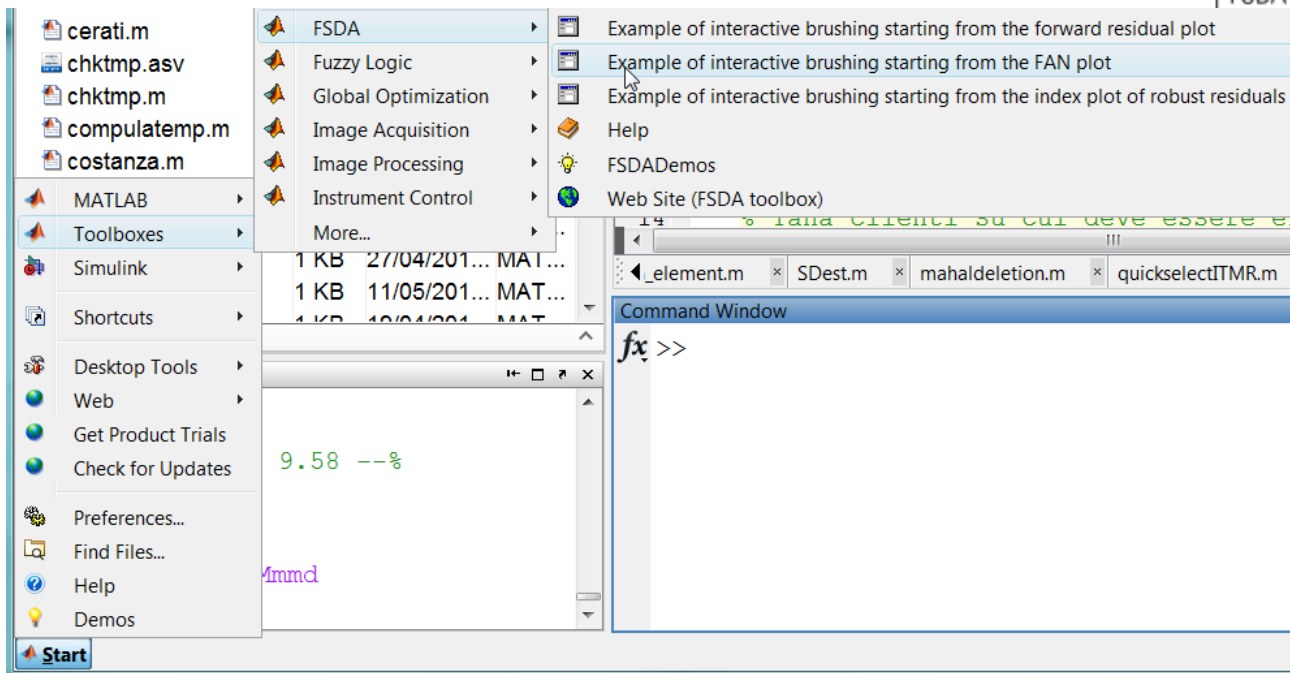 cerati.m
chktmp.asv
chktmp.m
compulatemp.m
costanza.m
MATLAB
Toolboxes
Simulink
Shortcuts
Desktop Tools
Web
Get Product Trials
Check for Updates
Preferences...
Find Files...
Help
Demos
Start
FSDA
Fuzzy Logic
Global Optimization
Image Acquisition
Image Processing
Instrument Control
More...
Example of interactive brushing starting from the forward residual plot
Example of interactive brushing starting from the FAN plot
Example of interactive brushing starting from the index plot of robust residuals
Help
FSDADemos
Web Site (FSDA toolbox)
1 KB 27/04/201... MAT...
1 KB 11/05/201... MAT...
9.58 --%
Mmmd
14 % cui deve essere
_element.m × SDest.m × mahaldeletion.m × quickselectITMR.m
Command Window
fx >>